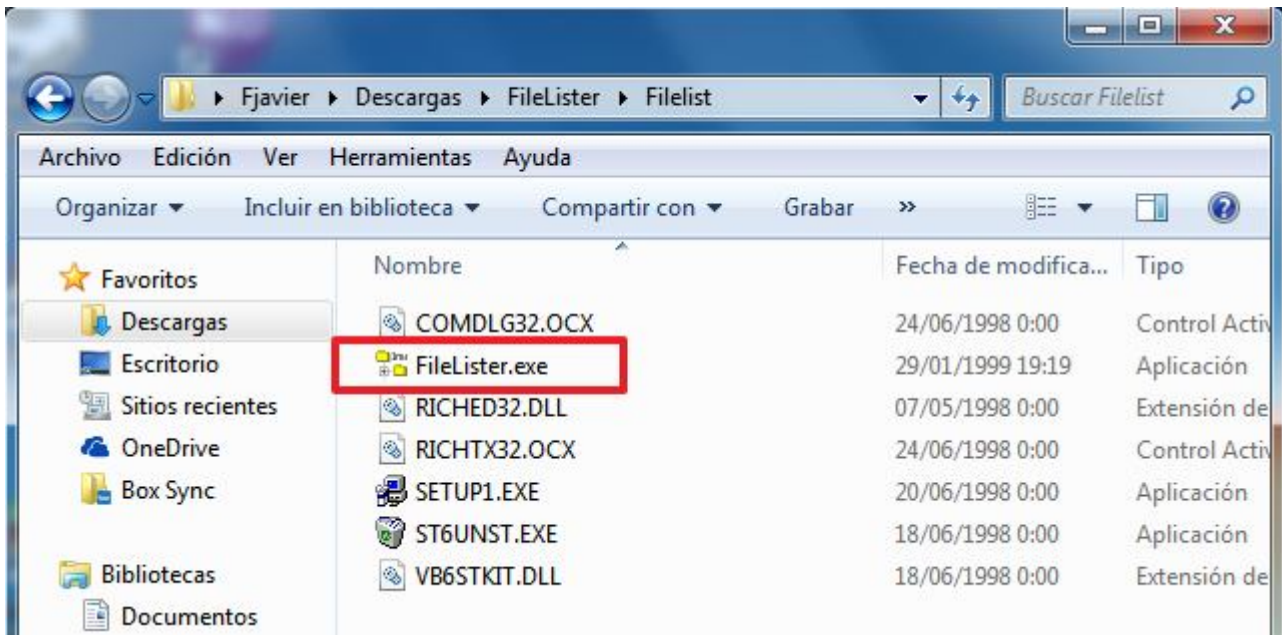 Fjavier Descargas FileLister Filelist Buscar Filelist
Archivo Edición Ver Herramientas Ayuda
Organizar Incluir en biblioteca Compartir con Grabar »
Nombre Fecha de modifica... Tipo
Favoritos
Descargas COMDLG32.OCX 24/06/1998 0:00 Control Activ
Escritorio FileLister.exe 29/01/1999 19:19 Aplicación
Sitios recientes RICHED32.DLL 07/05/1998 0:00 Extensión de
OneDrive RICHTX32.OCX 24/06/1998 0:00 Control Activ
Box Sync SETUP1.EXE 20/06/1998 0:00 Aplicación
ST6UNST.EXE 18/06/1998 0:00 Aplicación
Bibliotecas VB6STKIT.DLL 18/06/1998 0:00 Extensión de
Documentos